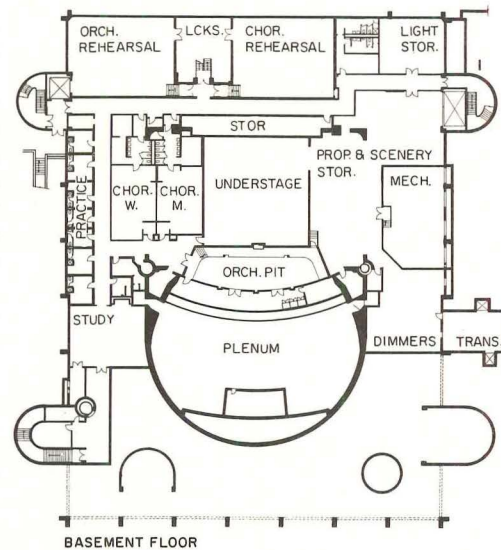 ORCH.
REHEARSAL
LCKS.
CHOR.
REHEARSAL
LIGHT
STOR.
STOR
PROP. & SCENERY
STOR.
CHOR.
W.
CHOR.
M.
UNDERSTAGE
MECH.
PRACTICE
ORCH. PIT
STUDY
PLENUM
DIMMERS
TRANS.
BASEMENT FLOOR